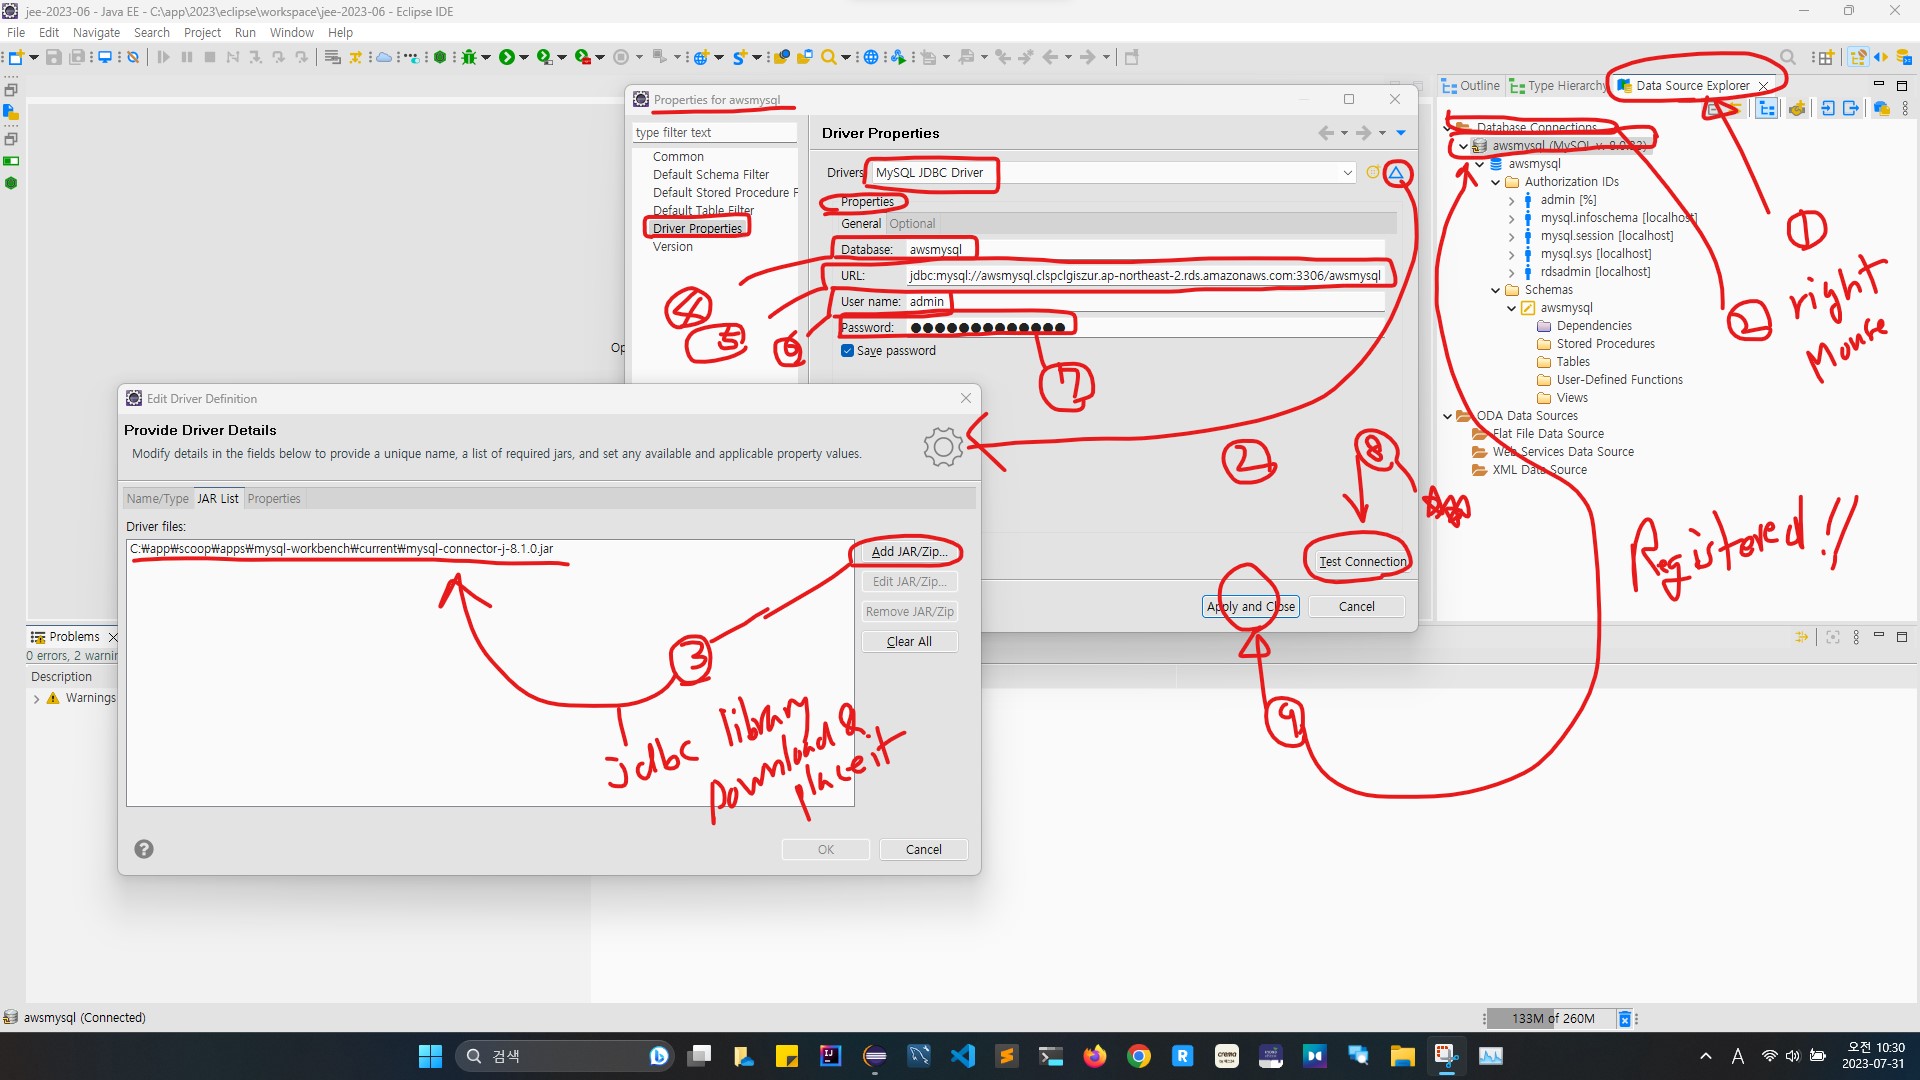 jee-2023-06 - Java EE - C:\app\2023\eclipse\workspace\jee-2023-06 - Eclipse IDE
File Edit Navigate Search Project Run Window Help
Properties for awsmysql
type filter text
Common
Default Schema Filter
Default Stored Procedure F
Default Table Filter
Driver Properties
Version
Driver Properties
Drivers
MySQL JDBC Driver
Properties
General Optional
Database: awsmysql
URL: jdbc:mysql://awsmysql.clspclgiszur.ap-northeast-2.rds.amazonaws.com:3306/awsmysql
User name: admin
Password: ●●●●●●●●●●●●●
Save password
4
5
6
7
2
8
Test Connection
Apply and Close Cancel
9
Op
Edit Driver Definition
Provide Driver Details
Modify details in the fields below to provide a unique name, a list of required jars, and set any available and applicable property values.
Name/Type JAR List Properties
Driver files:
C:₩app₩scoop₩apps₩mysql-workbench₩current₩mysql-connector-j-8.1.0.jar
Add JAR/Zip...
Edit JAR/Zip...
Remove JAR/Zip
Clear All
3
jdbc library
Download &
place it
OK Cancel
Outline Type Hierarchy Data Source Explorer
Database Connections
awsmysql (MySQL v. 8.0.33)
awsmysql
Authorization IDs
admin [%]
mysql.infoschema [localhost]
mysql.session [localhost]
mysql.sys [localhost]
rdsadmin [localhost]
Schemas
awsmysql
Dependencies
Stored Procedures
Tables
User-Defined Functions
Views
ODA Data Sources
Flat File Data Source
Web Services Data Source
XML Data Source
1
2 right
Mouse
Registered!!
Problems
0 errors, 2 warnin
Description
Warnings
awsmysql (Connected)
133M of 260M
검색
A
오전 10:30
2023-07-31